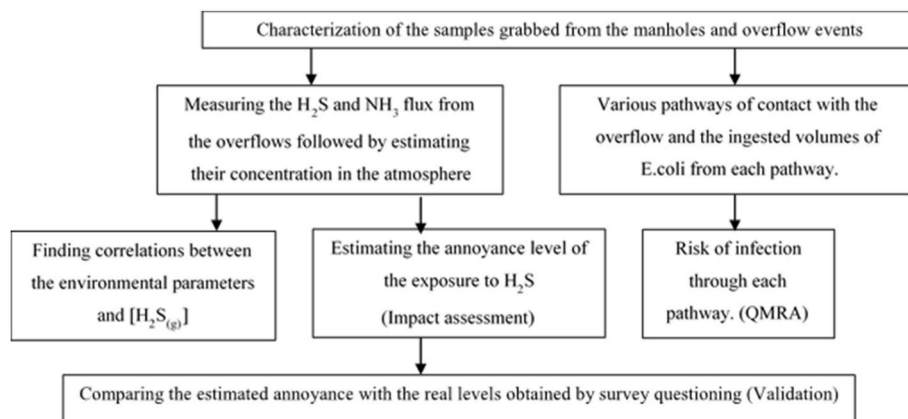 Characterization of the samples grabbed from the manholes and overflow events
Measuring the H₂S and NH₃ flux from
the overflows followed by estimating
their concentration in the atmosphere
Various pathways of contact with the
overflow and the ingested volumes of
E.coli from each pathway.
Finding correlations between
the environmental parameters
and [H₂S₍g₎]
Estimating the annoyance level of
the exposure to H₂S
(Impact assessment)
Risk of infection
through each
pathway. (QMRA)
Comparing the estimated annoyance with the real levels obtained by survey questioning (Validation)